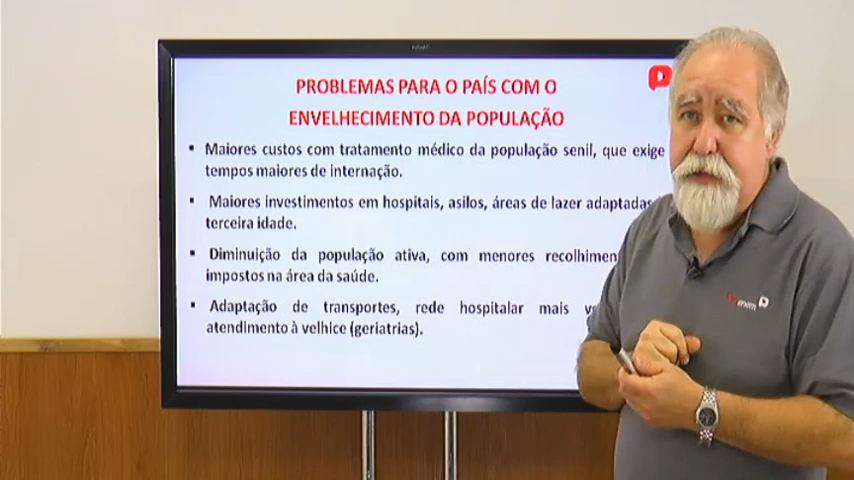 PROBLEMAS PARA O PAÍS COM O
ENVELHECIMENTO DA POPULAÇÃO
▪ Maiores custos com tratamento médico da população senil, que exige
tempos maiores de internação.
▪ Maiores investimentos em hospitais, asilos, áreas de lazer adaptadas
terceira idade.
▪ Diminuição da população ativa, com menores
impostos na área da saúde.
▪ Adaptação de transportes, rede hospitalar mais
atendimento à velhice (geriatrias).